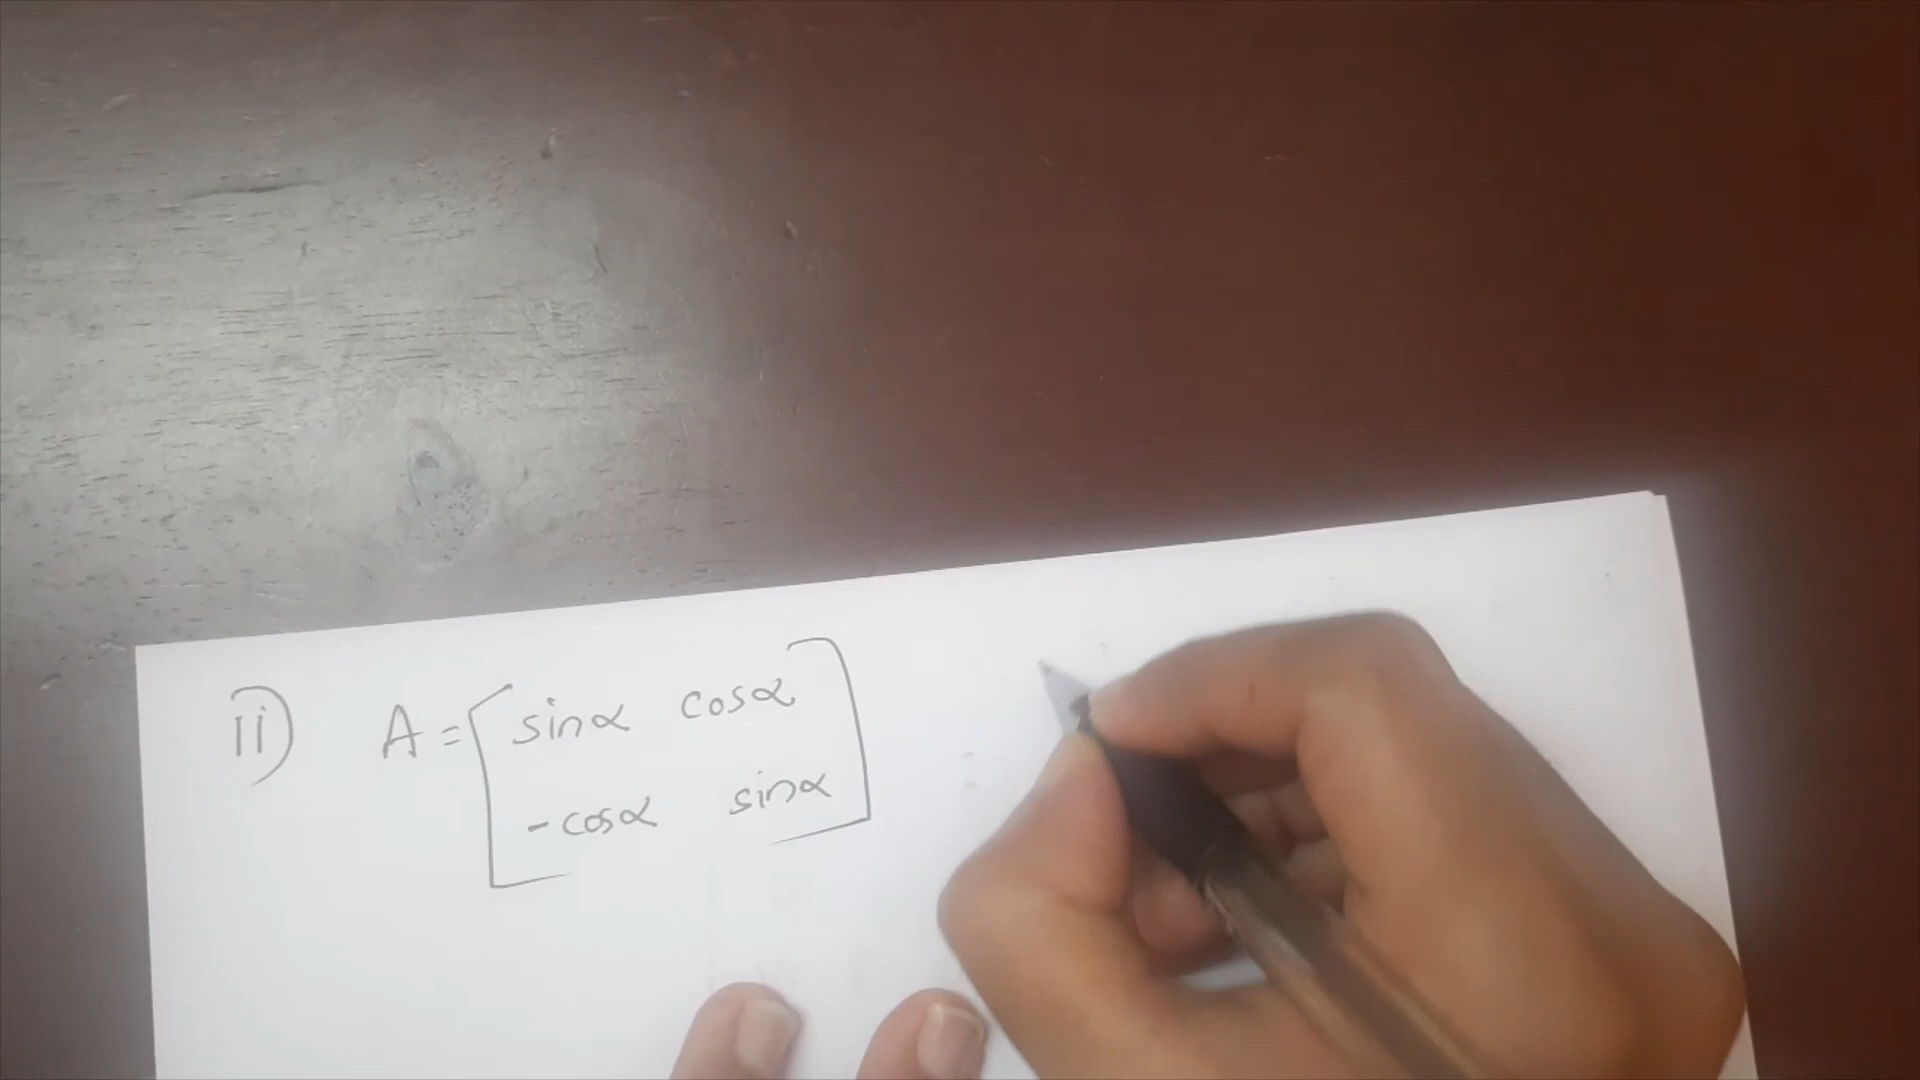 ii) A = [ sinα cosα
-cosα sinα ]